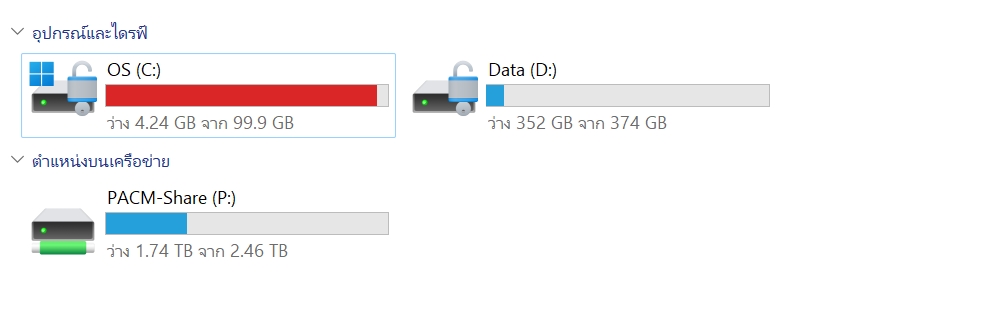 อุปกรณ์และไดรฟ์
OS (C:)
ว่าง 4.24 GB จาก 99.9 GB
Data (D:)
ว่าง 352 GB จาก 374 GB
ตำแหน่งบนเครือข่าย
PACM-Share (P:)
ว่าง 1.74 TB จาก 2.46 TB